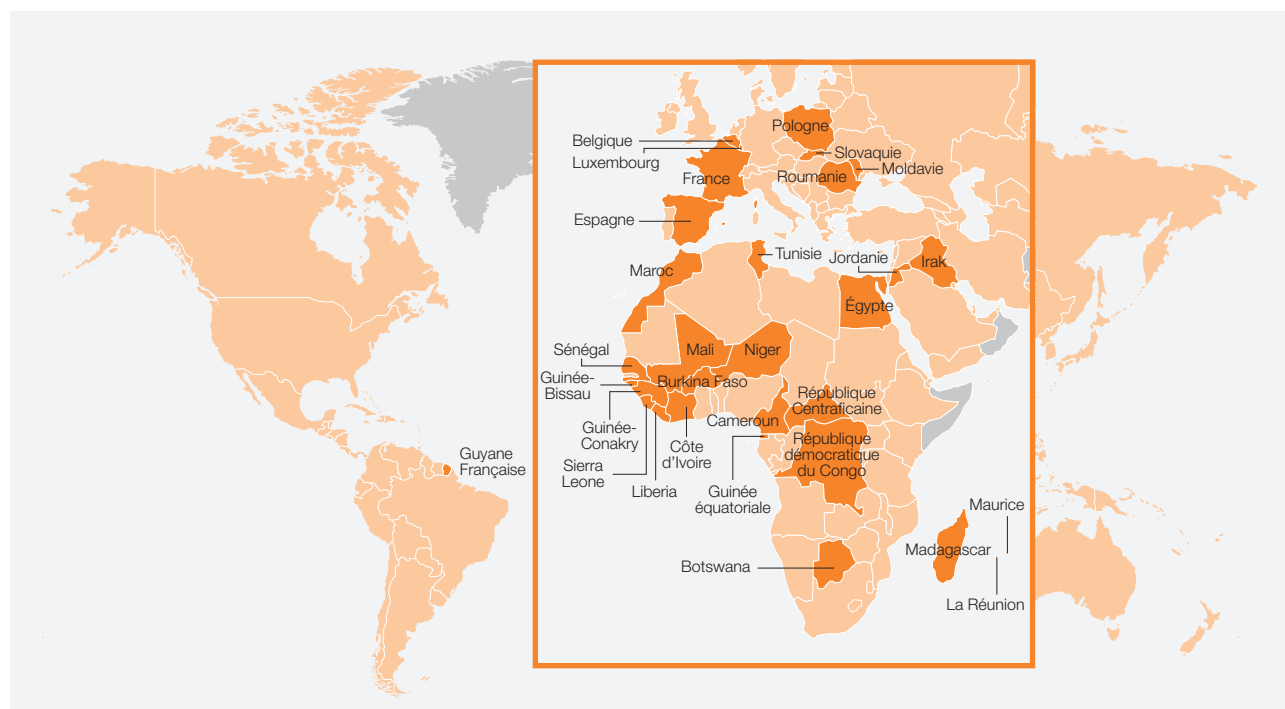 Pologne
Belgique
Luxembourg
Slovaquie
Moldavie
France
Roumanie
Espagne
Tunisie
Jordanie
Irak
Maroc
Égypte
Sénégal
Mali
Niger
Guinée-
Bissau
Burkina Faso
République
Centraficaine
Cameroun
Guinée-
Conakry
Côte
d’Ivoire
République
démocratique
du Congo
Guyane
Française
Sierra
Leone
Liberia
Guinée
équatoriale
Maurice
Madagascar
Botswana
La Réunion